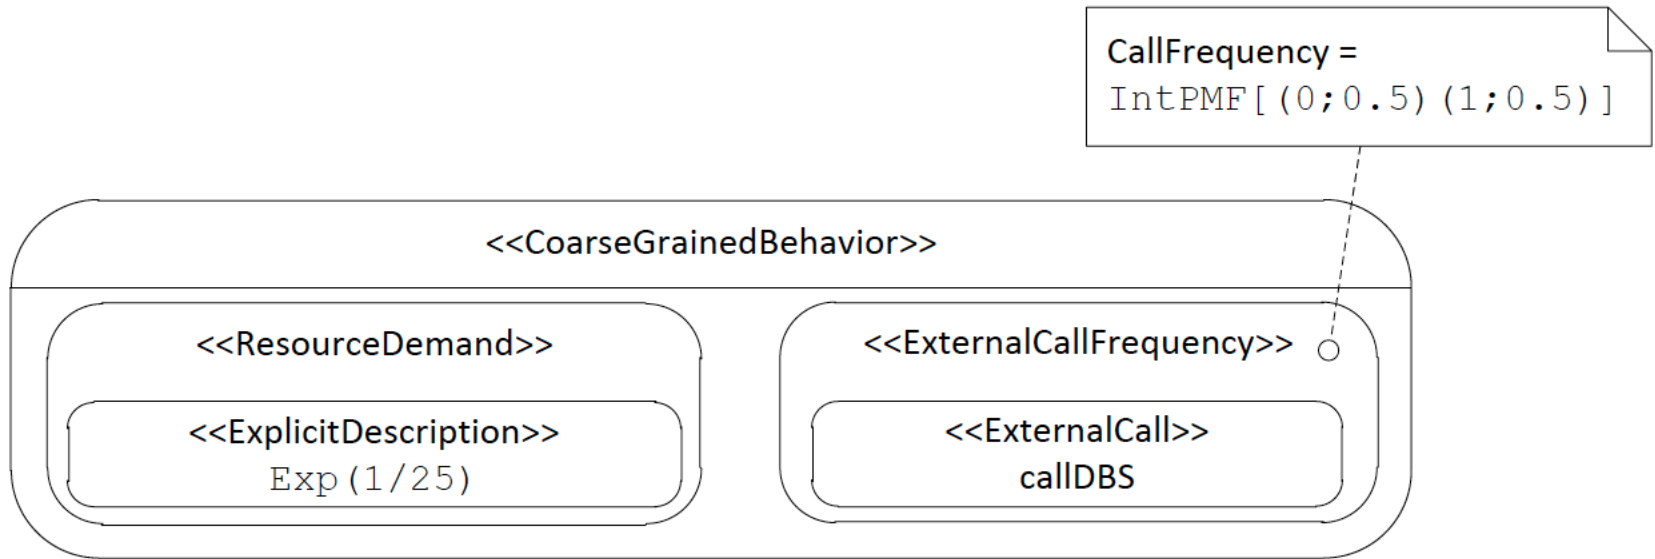 CallFrequency =
IntPMF[(0;0.5)(1;0.5)]
<<CoarseGrainedBehavior>>
<<ResourceDemand>>
<<ExplicitDescription>>
Exp(1/25)
<<ExternalCallFrequency>>
<<ExternalCall>>
callDBS